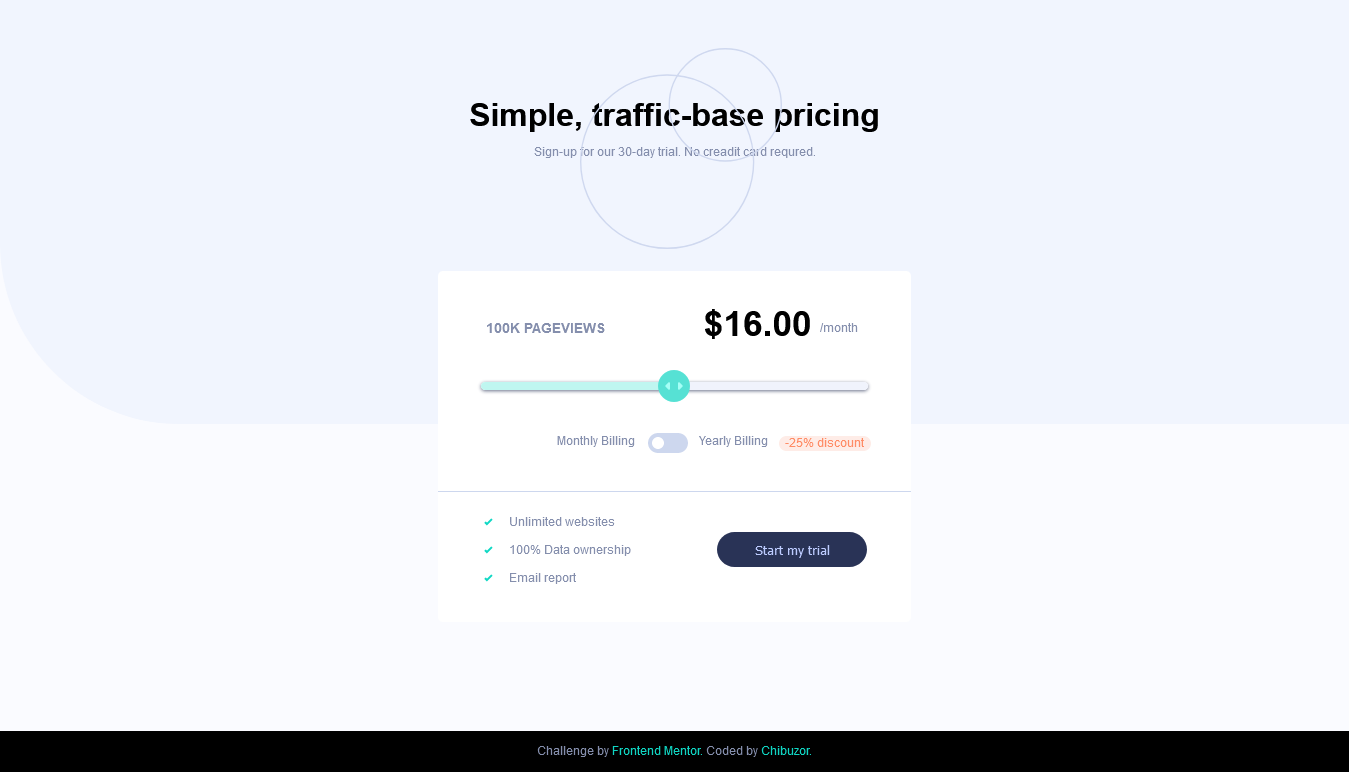 Simple, traffic-base pricing
Sign-up for our 30-day trial. No creadit card requred.
100K PAGEVIEWS
$16.00 /month
Monthly Billing Yearly Billing -25% discount
Unlimited websites
100% Data ownership
Email report
Start my trial
Challenge by Frontend Mentor. Coded by Chibuzor.